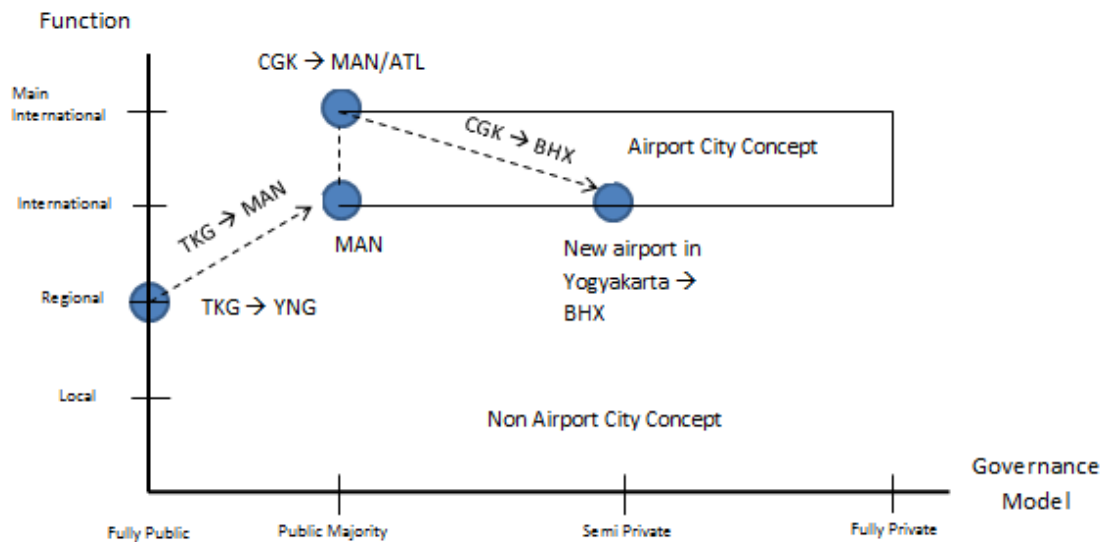 Function
CGK → MAN/ATL
Main
International
CGK → BHX
Airport City Concept
TKG → MAN
International
MAN
New airport in
Yogyakarta →
BHX
Regional
TKG → YNG
Local
Non Airport City Concept
Governance
Model
Fully Public
Public Majority
Semi Private
Fully Private